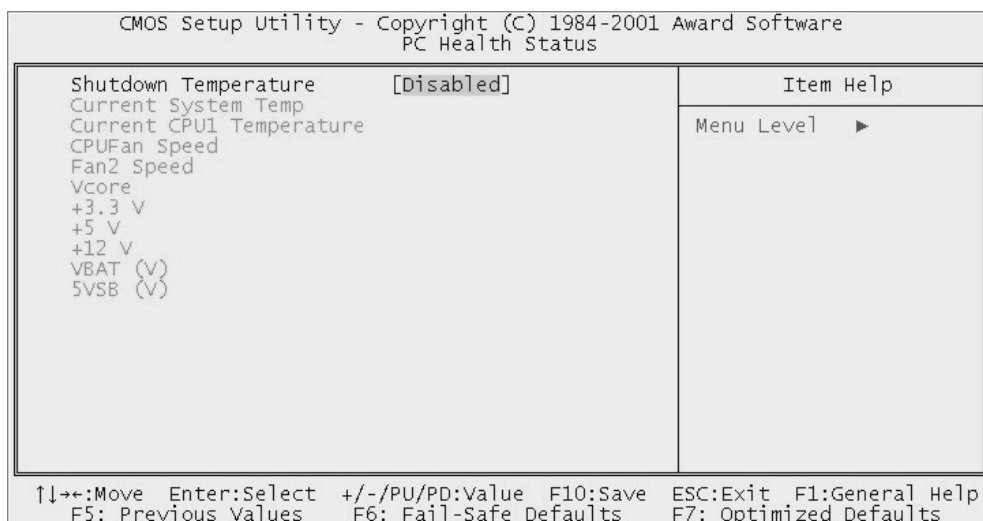 CMOS Setup Utility - Copyright (C) 1984-2001 Award Software
PC Health Status
Shutdown Temperature [Disabled]
Current System Temp
Current CPU1 Temperature
CPUFan Speed
Fan2 Speed
Vcore
+3.3 V
+5 V
+12 V
VBAT (V)
5VSB (V)
Item Help
Menu Level ►
↑↓→←:Move Enter:Select +/-/PU/PD:Value F10:Save ESC:Exit F1:General Help
F5: Previous Values F6: Fail-Safe Defaults F7: Optimized Defaults